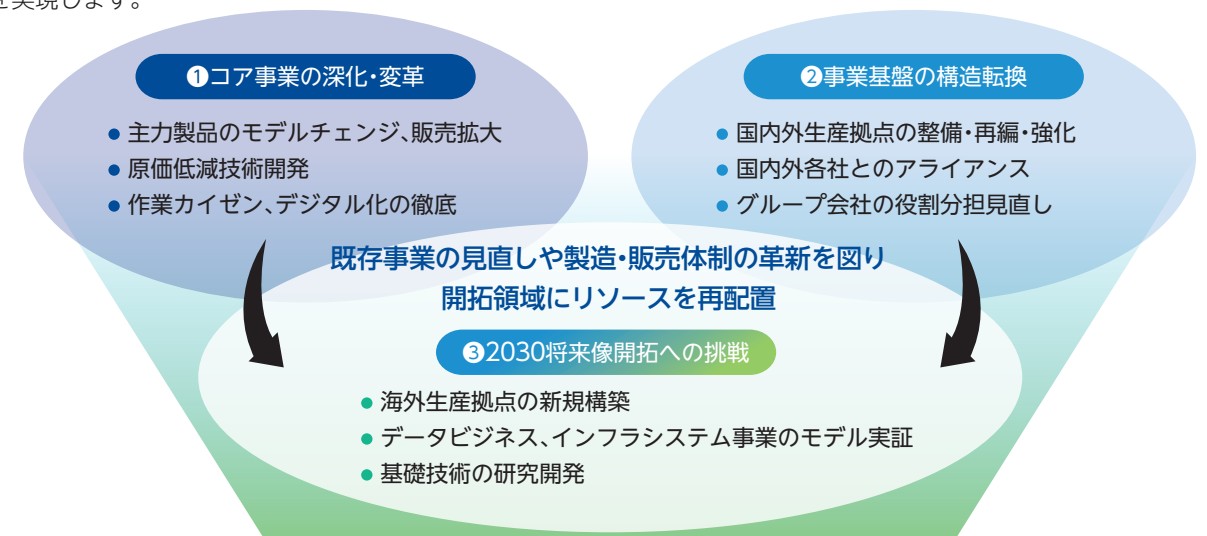 を実現します。
❶コア事業の深化・変革
● 主力製品のモデルチェンジ、販売拡大
● 原価低減技術開発
● 作業カイゼン、デジタル化の徹底
❷事業基盤の構造転換
● 国内外生産拠点の整備・再編・強化
● 国内外各社とのアライアンス
● グループ会社の役割分担見直し
既存事業の見直しや製造・販売体制の革新を図り
開拓領域にリソースを再配置
❸2030将来像開拓への挑戦
● 海外生産拠点の新規構築
● データビジネス、インフラシステム事業のモデル実証
● 基礎技術の研究開発